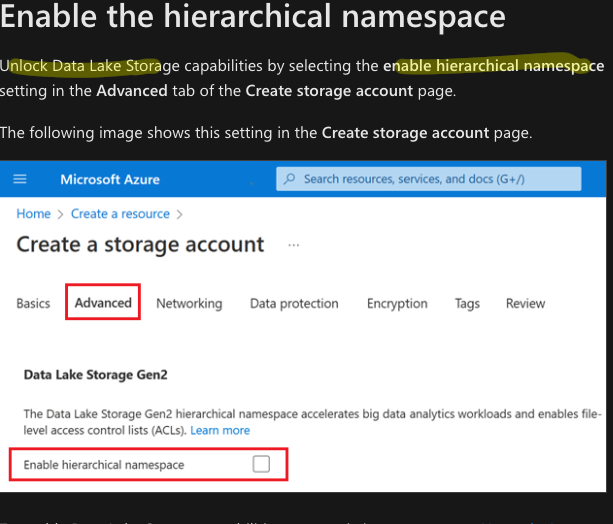 Enable the hierarchical namespace
Unlock Data Lake Storage capabilities by selecting the enable hierarchical namespace
setting in the Advanced tab of the Create storage account page.
The following image shows this setting in the Create storage account page.
Microsoft Azure
Search resources, services, and docs (G+/)
Home > Create a resource >
Create a storage account ...
Basics Advanced Networking Data protection Encryption Tags Review
Data Lake Storage Gen2
The Data Lake Storage Gen2 hierarchical namespace accelerates big data analytics workloads and enables file-
level access control lists (ACLs). Learn more
Enable hierarchical namespace